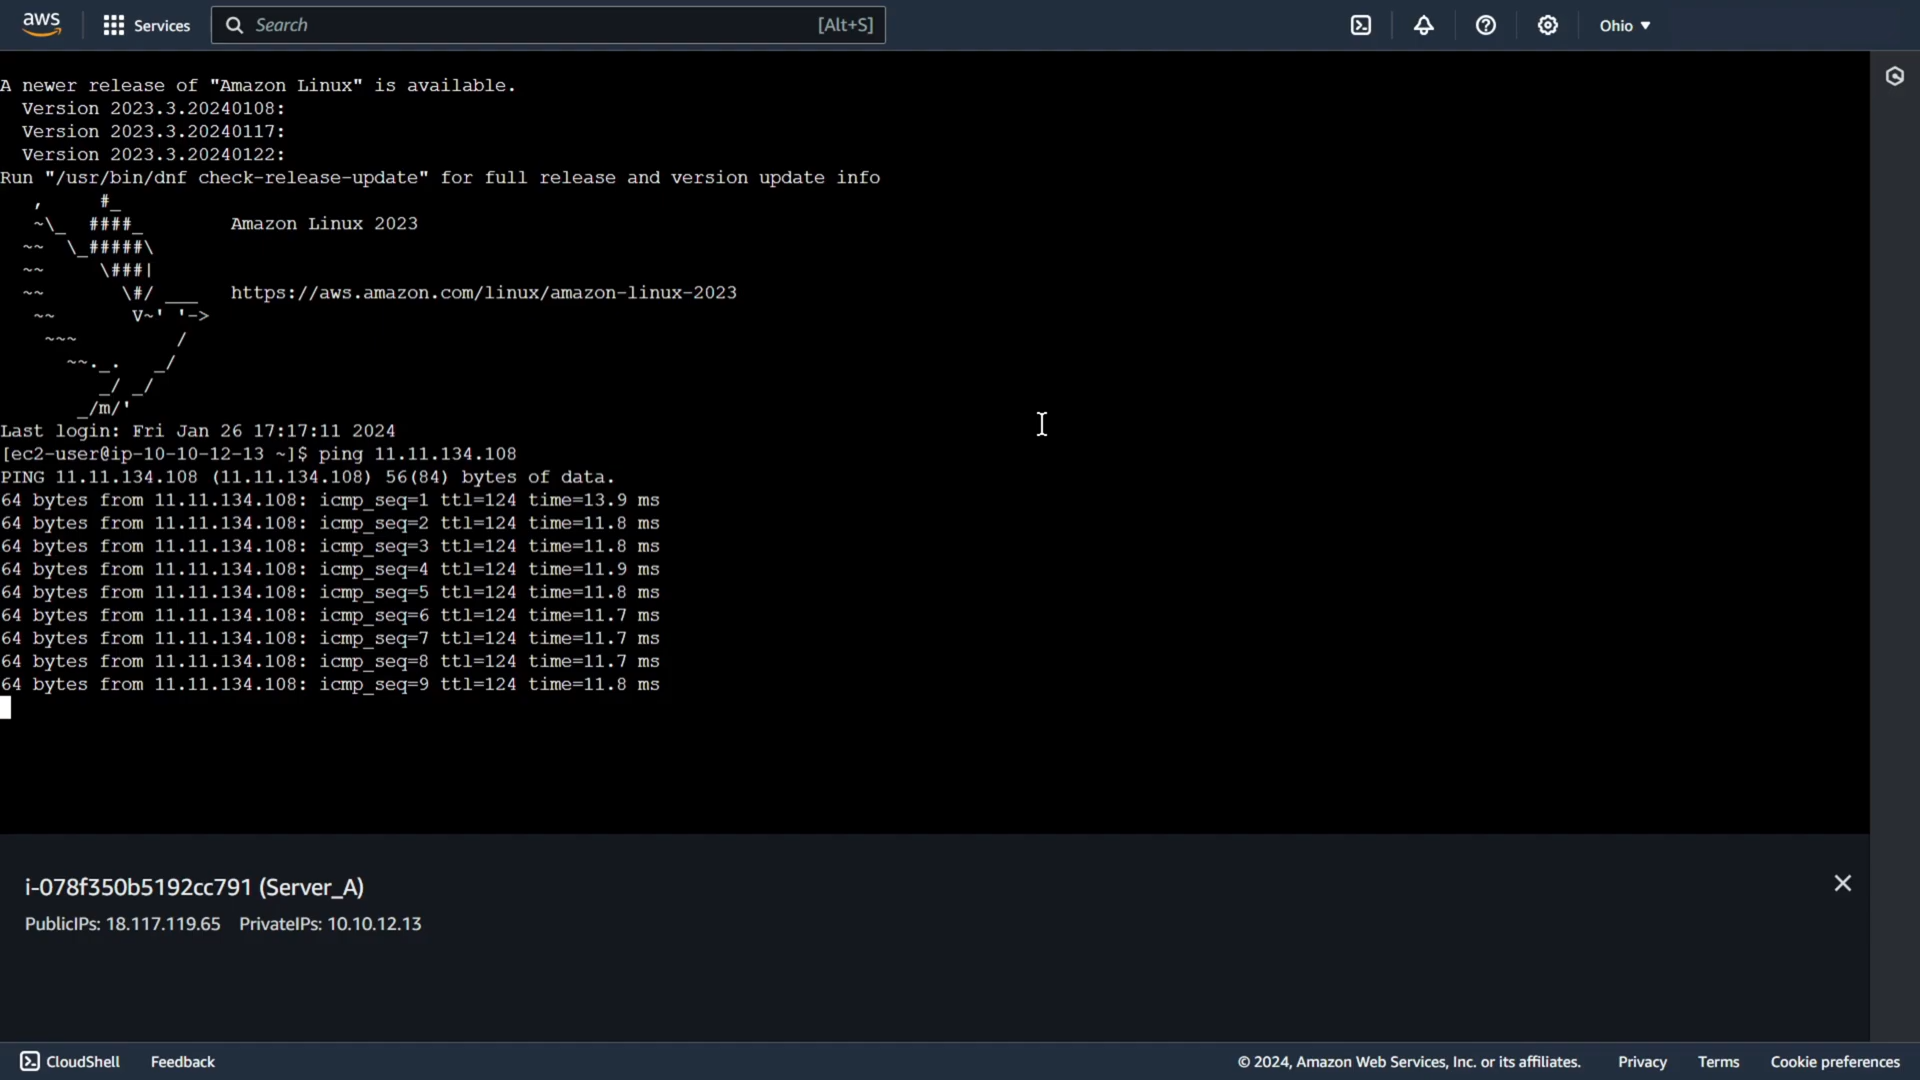 aws Services Search [Alt+S] Ohio ▼
A newer release of "Amazon Linux" is available.
  Version 2023.3.20240108:
  Version 2023.3.20240117:
  Version 2023.3.20240122:
Run "/usr/bin/dnf check-release-update" for full release and version update info
   ,     #_
   ~\_  ####_        Amazon Linux 2023
  ~~  \_#####\
  ~~     \###|
  ~~       \#/ ___   https://aws.amazon.com/linux/amazon-linux-2023
   ~~       V~' '->
    ~~~         /
      ~~._.   _/
         _/ _/
       _/m/'
Last login: Fri Jan 26 17:17:11 2024
[ec2-user@ip-10-10-12-13 ~]$ ping 11.11.134.108
PING 11.11.134.108 (11.11.134.108) 56(84) bytes of data.
64 bytes from 11.11.134.108: icmp_seq=1 ttl=124 time=13.9 ms
64 bytes from 11.11.134.108: icmp_seq=2 ttl=124 time=11.8 ms
64 bytes from 11.11.134.108: icmp_seq=3 ttl=124 time=11.8 ms
64 bytes from 11.11.134.108: icmp_seq=4 ttl=124 time=11.9 ms
64 bytes from 11.11.134.108: icmp_seq=5 ttl=124 time=11.8 ms
64 bytes from 11.11.134.108: icmp_seq=6 ttl=124 time=11.7 ms
64 bytes from 11.11.134.108: icmp_seq=7 ttl=124 time=11.7 ms
64 bytes from 11.11.134.108: icmp_seq=8 ttl=124 time=11.7 ms
64 bytes from 11.11.134.108: icmp_seq=9 ttl=124 time=11.8 ms
i-078f350b5192cc791 (Server_A)
PublicIPs: 18.117.119.65 PrivateIPs: 10.10.12.13
CloudShell Feedback © 2024, Amazon Web Services, Inc. or its affiliates. Privacy Terms Cookie preferences